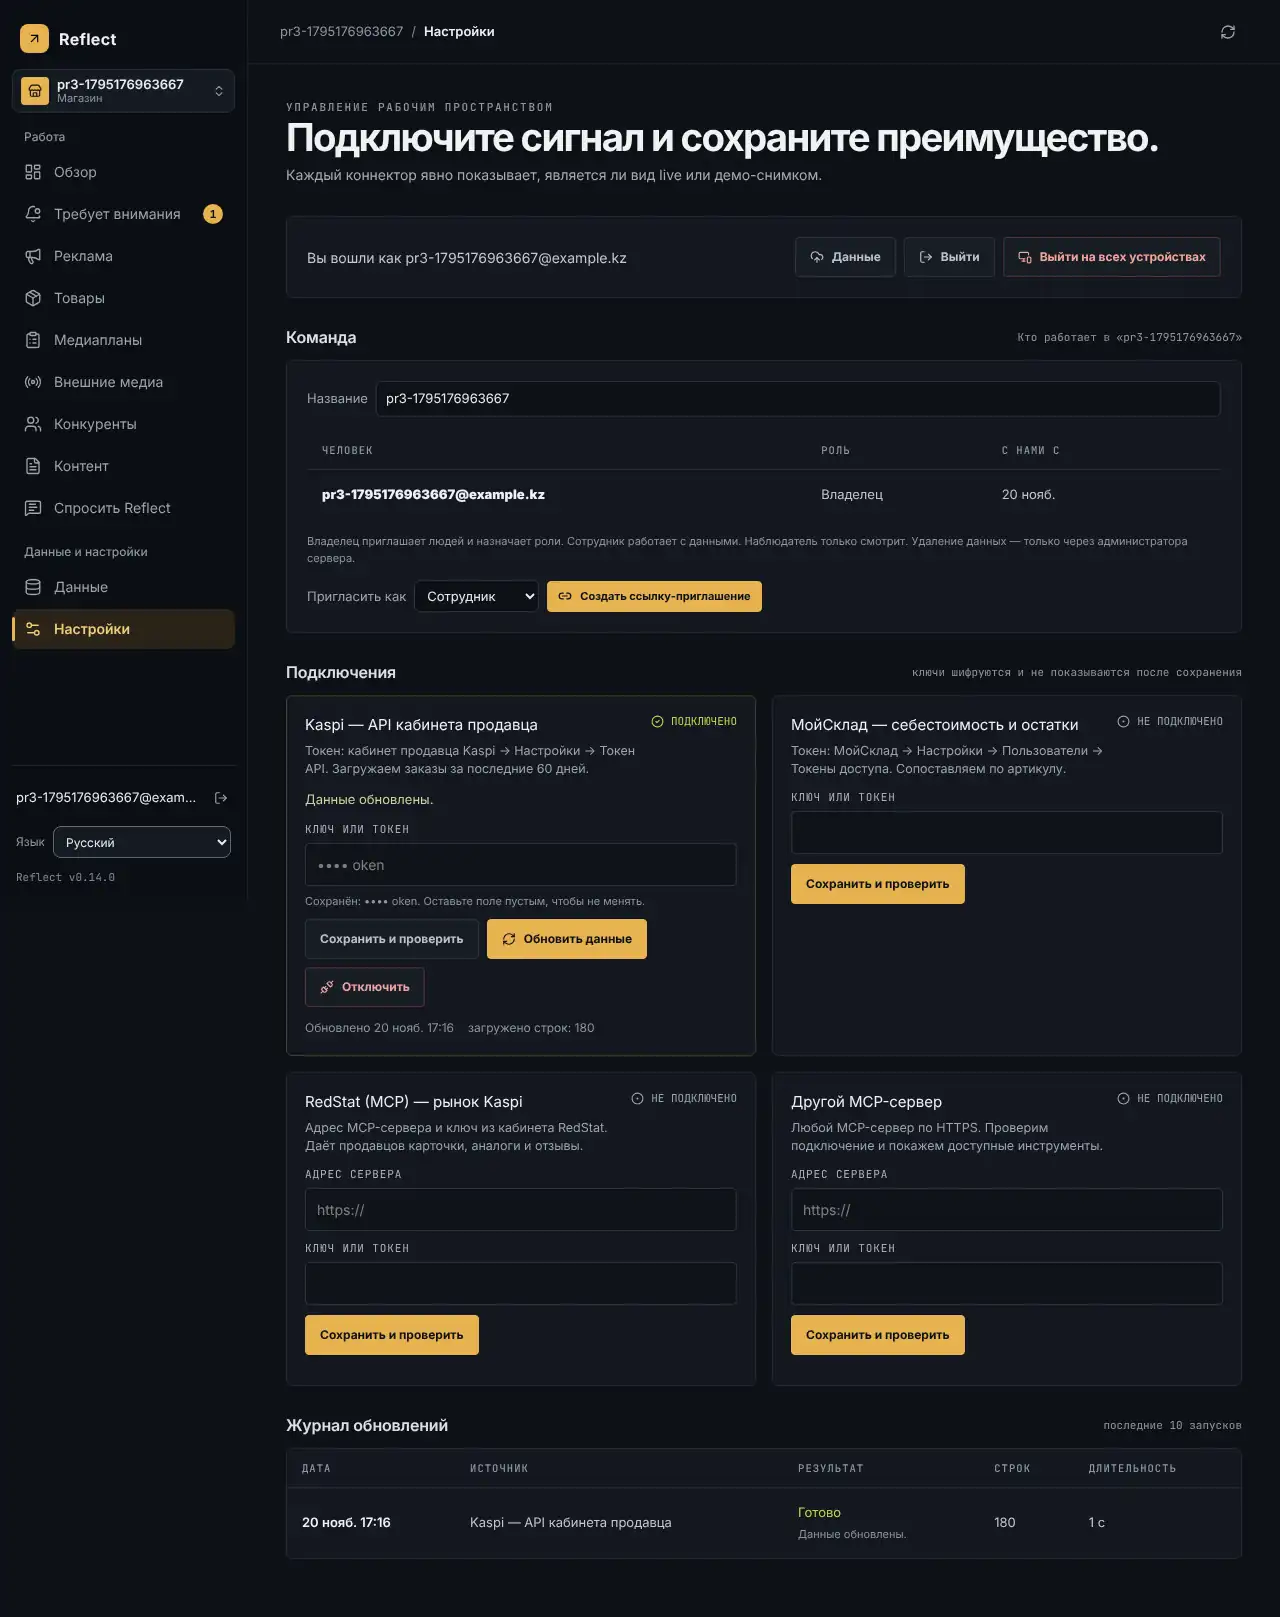 Reflect
pr3-1795176963667
Магазин
Работа
Обзор
Требует внимания
1
Реклама
Товары
Медиапланы
Внешние медиа
Конкуренты
Контент
Спросить Reflect
Данные и настройки
Данные
Настройки
pr3-1795176963667@exam...
Язык
Русский
Reflect v0.14.0
pr3-1795176963667 / Настройки
УПРАВЛЕНИЕ РАБОЧИМ ПРОСТРАНСТВОМ
Подключите сигнал и сохраните преимущество.
Каждый коннектор явно показывает, является ли вид live или демо-снимком.
Вы вошли как pr3-1795176963667@example.kz
Данные
Выйти
Выйти на всех устройствах
Команда
Кто работает в «pr3-1795176963667»
Название
pr3-1795176963667
ЧЕЛОВЕК
РОЛЬ
С НАМИ С
pr3-1795176963667@example.kz
Владелец
20 нояб.
Владелец приглашает людей и назначает роли. Сотрудник работает с данными. Наблюдатель только смотрит. Удаление данных — только через администратора
сервера.
Пригласить как
Сотрудник
Создать ссылку-приглашение
Подключения
ключи шифруются и не показываются после сохранения
Kaspi — API кабинета продавца
ПОДКЛЮЧЕНО
Токен: кабинет продавца Kaspi → Настройки → Токен
API. Загружаем заказы за последние 60 дней.
Данные обновлены.
КЛЮЧ ИЛИ ТОКЕН
•••• oken
Сохранён: •••• oken. Оставьте поле пустым, чтобы не менять.
Сохранить и проверить
Обновить данные
Отключить
Обновлено 20 нояб. 17:16
загружено строк: 180
МойСклад — себестоимость и остатки
НЕ ПОДКЛЮЧЕНО
Токен: МойСклад → Настройки → Пользователи →
Токены доступа. Сопоставляем по артикулу.
КЛЮЧ ИЛИ ТОКЕН
Сохранить и проверить
RedStat (MCP) — рынок Kaspi
НЕ ПОДКЛЮЧЕНО
Адрес MCP-сервера и ключ из кабинета RedStat.
Даёт продавцов карточки, аналоги и отзывы.
АДРЕС СЕРВЕРА
https://
КЛЮЧ ИЛИ ТОКЕН
Сохранить и проверить
Другой MCP-сервер
НЕ ПОДКЛЮЧЕНО
Любой MCP-сервер по HTTPS. Проверим
подключение и покажем доступные инструменты.
АДРЕС СЕРВЕРА
https://
КЛЮЧ ИЛИ ТОКЕН
Сохранить и проверить
Журнал обновлений
последние 10 запусков
ДАТА
ИСТОЧНИК
РЕЗУЛЬТАТ
СТРОК
ДЛИТЕЛЬНОСТЬ
20 нояб. 17:16
Kaspi — API кабинета продавца
Готово
Данные обновлены.
180
1 с